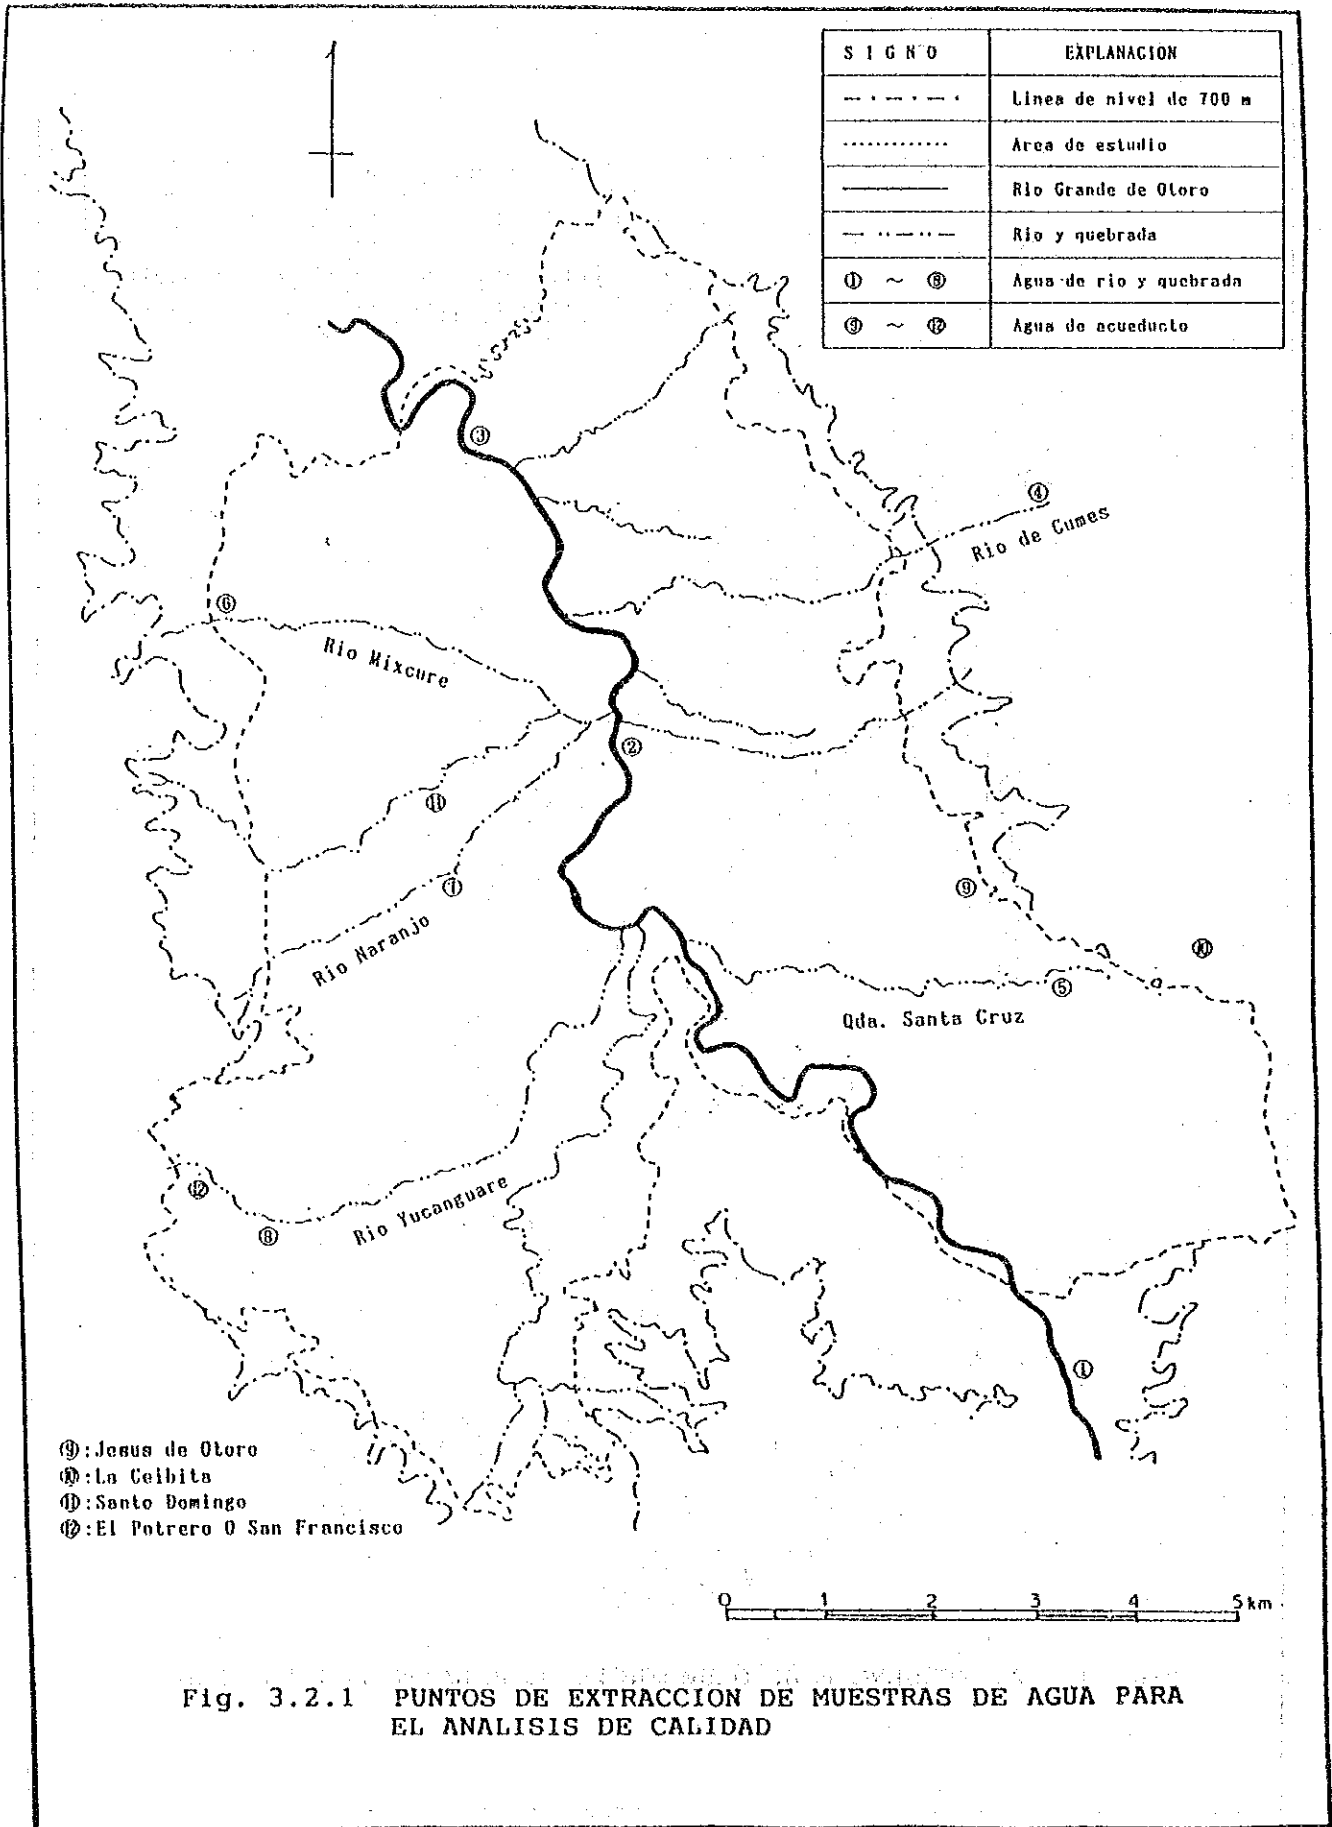 S I G N O EXPLANACION
Linea de nivel de 700 m
Area de estudio
Rio Grande de Otoro
Rio y quebrada
① ~ ⑧ Agua de rio y quebrada
⑨ ~ ⑫ Agua de acueducto
③
④
Rio de Cumes
⑥
Rio Mixcure
②
⑪
⑦
⑨
Rio Naranjo
⑩
⑤
Qda. Santa Cruz
⑫
Rio Yucanguare
⑧
①
⑨:Jesus de Otoro
⑩:La Ceibita
⑪:Santo Domingo
⑫:El Potrero O San Francisco
0 1 2 3 4 5km
Fig. 3.2.1 PUNTOS DE EXTRACCION DE MUESTRAS DE AGUA PARA
EL ANALISIS DE CALIDAD